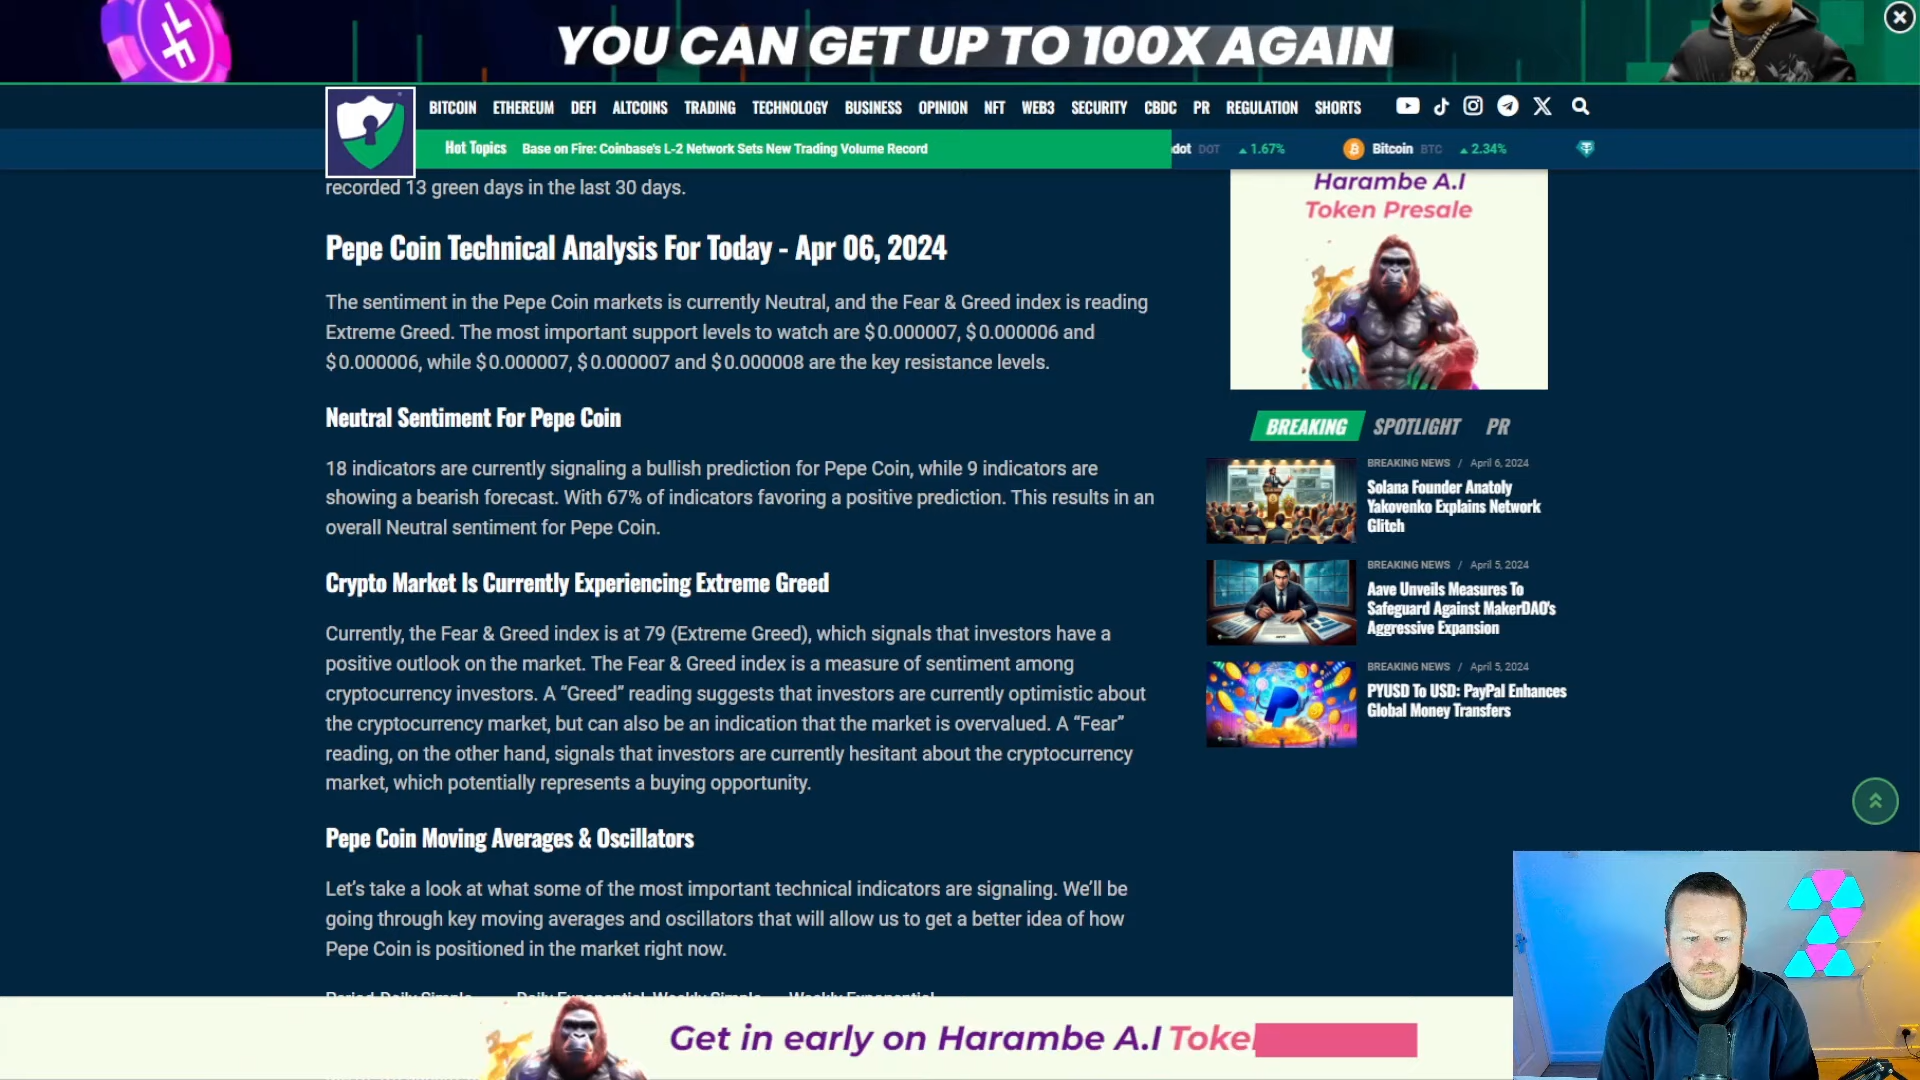 YOU CAN GET UP TO 100X AGAIN
BITCOIN ETHEREUM DEFI ALTCOINS TRADING TECHNOLOGY BUSINESS OPINION NFT WEB3 SECURITY CBDC PR REGULATION SHORTS
Hot Topics Base on Fire: Coinbase's L-2 Network Sets New Trading Volume Record
dot DOT 1.67% Bitcoin BTC 2.34%
recorded 13 green days in the last 30 days.
Pepe Coin Technical Analysis For Today - Apr 06, 2024
The sentiment in the Pepe Coin markets is currently Neutral, and the Fear & Greed index is reading
Extreme Greed. The most important support levels to watch are $0.000007, $0.000006 and
$0.000006, while $0.000007, $0.000007 and $0.000008 are the key resistance levels.
Neutral Sentiment For Pepe Coin
18 indicators are currently signaling a bullish prediction for Pepe Coin, while 9 indicators are
showing a bearish forecast. With 67% of indicators favoring a positive prediction. This results in an
overall Neutral sentiment for Pepe Coin.
Crypto Market Is Currently Experiencing Extreme Greed
Currently, the Fear & Greed index is at 79 (Extreme Greed), which signals that investors have a
positive outlook on the market. The Fear & Greed index is a measure of sentiment among
cryptocurrency investors. A “Greed” reading suggests that investors are currently optimistic about
the cryptocurrency market, but can also be an indication that the market is overvalued. A “Fear”
reading, on the other hand, signals that investors are currently hesitant about the cryptocurrency
market, which potentially represents a buying opportunity.
Pepe Coin Moving Averages & Oscillators
Let’s take a look at what some of the most important technical indicators are signaling. We’ll be
going through key moving averages and oscillators that will allow us to get a better idea of how
Pepe Coin is positioned in the market right now.
Period Daily Simple Daily Exponential Weekly Simple Weekly Exponential
Harambe A.I
Token Presale
BREAKING SPOTLIGHT PR
BREAKING NEWS / April 6, 2024
Solana Founder Anatoly
Yakovenko Explains Network
Glitch
BREAKING NEWS / April 5, 2024
Aave Unveils Measures To
Safeguard Against MakerDAO's
Aggressive Expansion
BREAKING NEWS / April 5, 2024
PYUSD To USD: PayPal Enhances
Global Money Transfers
Get in early on Harambe A.I Toke